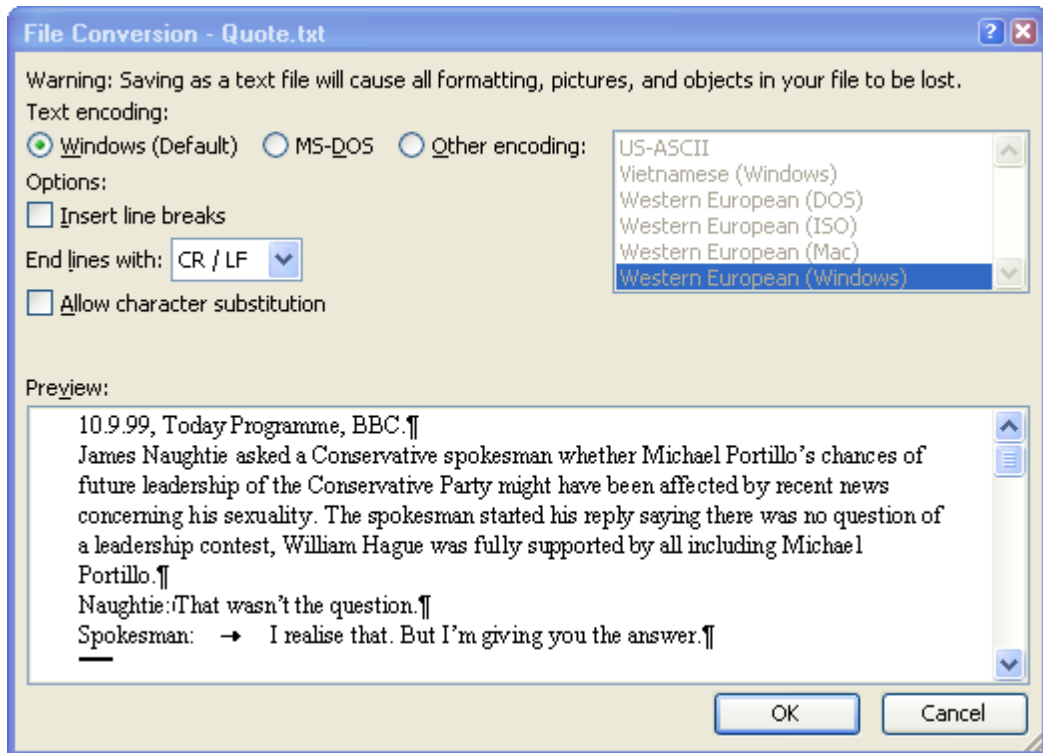 File Conversion - Quote.txt
Warning: Saving as a text file will cause all formatting, pictures, and objects in your file to be lost.
Text encoding:
Windows (Default) MS-DOS Other encoding:
US-ASCII
Vietnamese (Windows)
Western European (DOS)
Western European (ISO)
Western European (Mac)
Western European (Windows)
Options:
Insert line breaks
End lines with: CR / LF
Allow character substitution
Preview:
10.9.99, Today Programme, BBC.¶
James Naughtie asked a Conservative spokesman whether Michael Portillo’s chances of
future leadership of the Conservative Party might have been affected by recent news
concerning his sexuality. The spokesman started his reply saying there was no question of
a leadership contest, William Hague was fully supported by all including Michael
Portillo.¶
Naughtie: That wasn’t the question.¶
Spokesman: → I realise that. But I’m giving you the answer.¶
OK Cancel